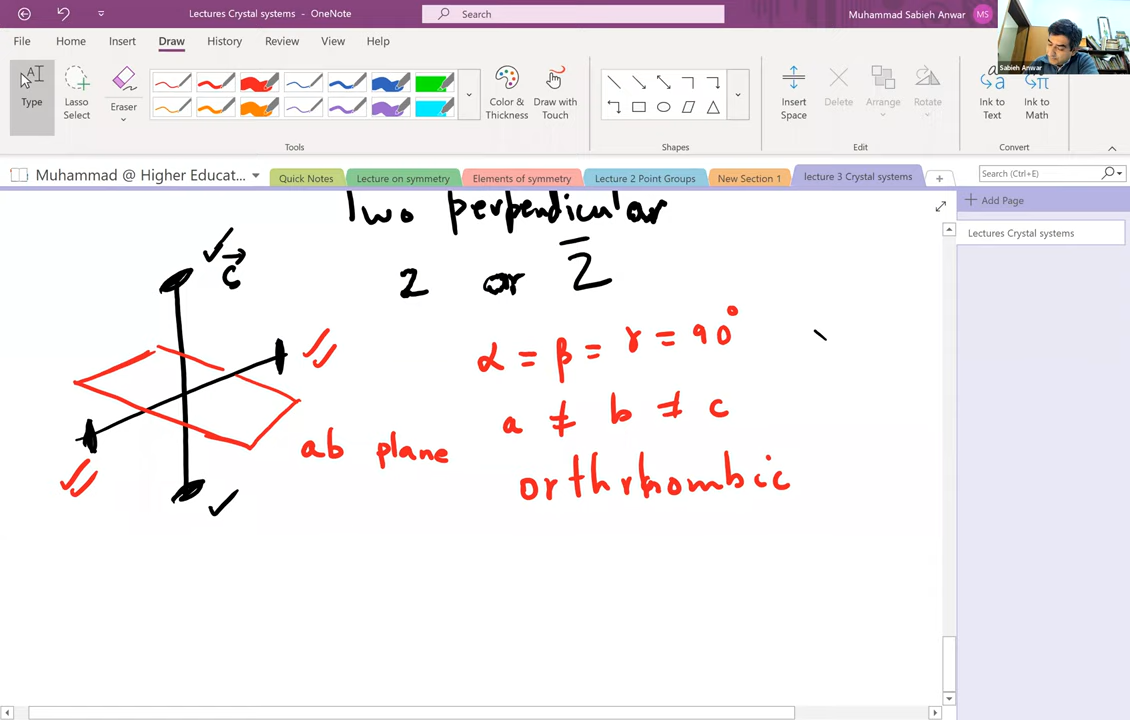 Lectures Crystal systems - OneNote
Search
Muhammad Sabieh Anwar
MS
Sabieh Anwar
File Home Insert Draw History Review View Help
Type
Lasso Select
Eraser
Color & Thickness
Draw with Touch
Insert Space
Delete
Arrange
Rotate
Ink to Text
Ink to Math
Tools
Shapes
Edit
Convert
Muhammad @ Higher Educat...
Quick Notes
Lecture on symmetry
Elements of symmetry
Lecture 2 Point Groups
New Section 1
lecture 3 Crystal systems
Search (Ctrl+E)
Add Page
Lectures Crystal systems
Two perpendicular
2 or 2̅
c⃗
α = β = γ = 90°
a ≠ b ≠ c
ab plane
orthrhombic